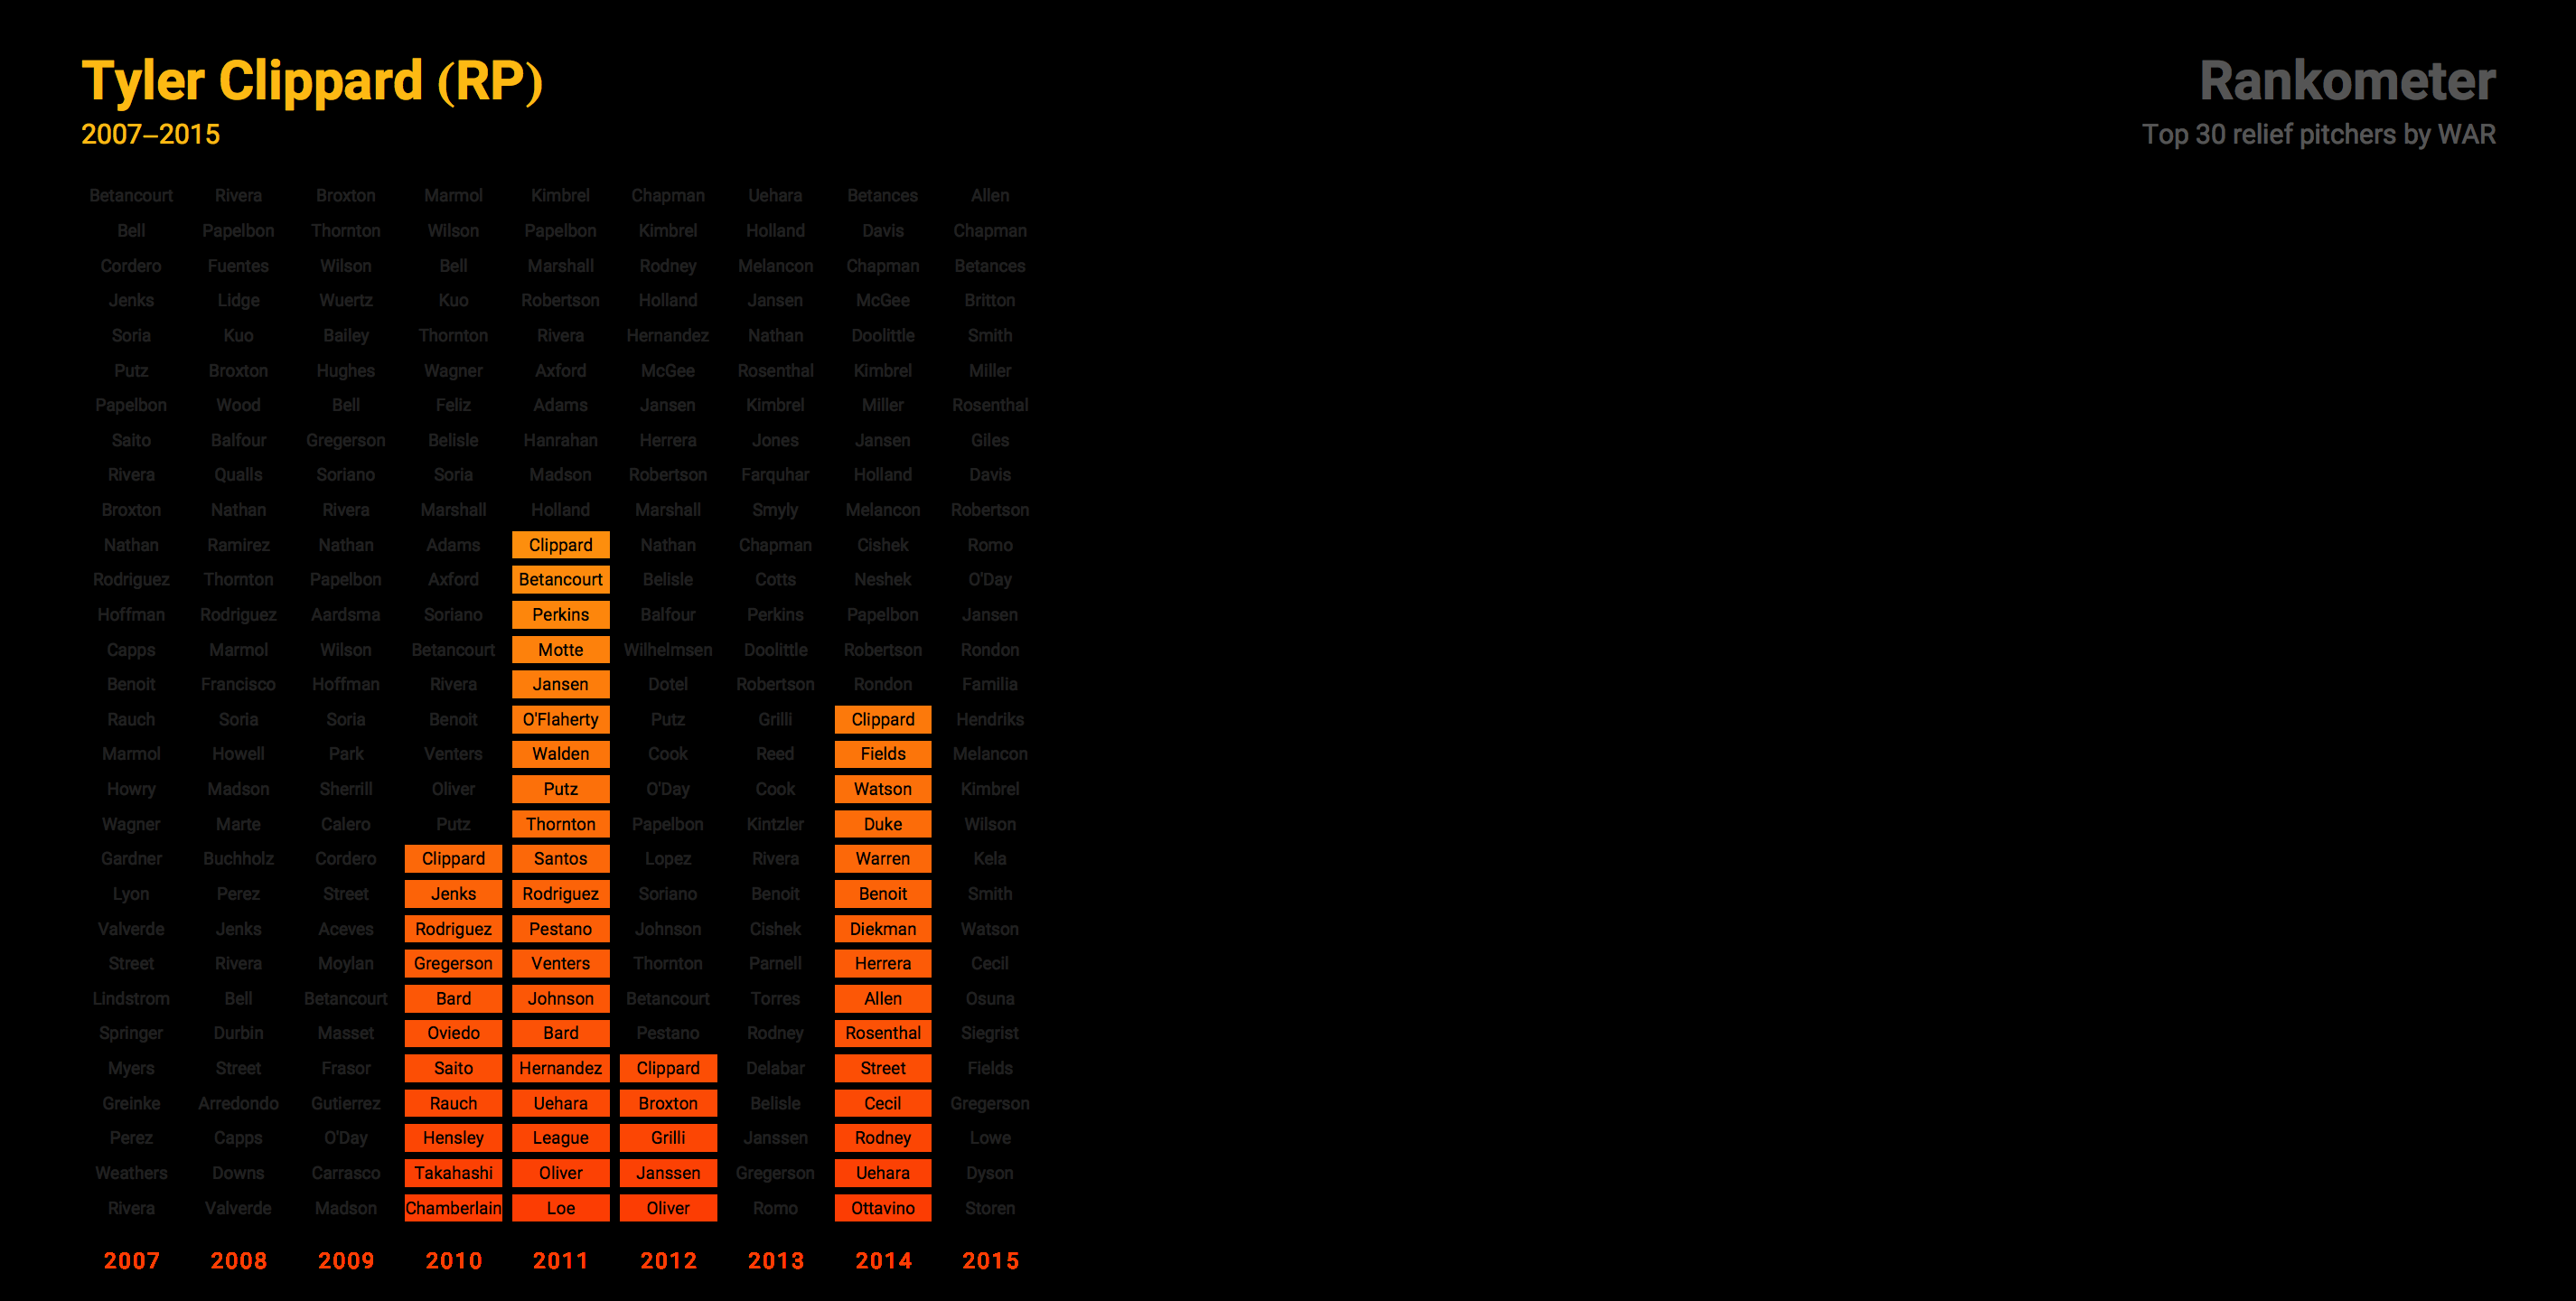 Tyler Clippard (RP)
2007–2015
Rankometer
Top 30 relief pitchers by WAR
Betancourt Rivera Broxton Marmol Kimbrel Chapman Uehara Betances Allen
Bell Papelbon Thornton Wilson Papelbon Kimbrel Holland Davis Chapman
Cordero Fuentes Wilson Bell Marshall Rodney Melancon Chapman Betances
Jenks Lidge Wuertz Kuo Robertson Holland Jansen McGee Britton
Soria Kuo Bailey Thornton Rivera Hernandez Nathan Doolittle Smith
Putz Broxton Hughes Wagner Axford McGee Rosenthal Kimbrel Miller
Papelbon Wood Bell Feliz Adams Jansen Kimbrel Miller Rosenthal
Saito Balfour Gregerson Belisle Hanrahan Herrera Jones Jansen Giles
Rivera Qualls Soriano Soria Madson Robertson Farquhar Holland Davis
Broxton Nathan Rivera Marshall Holland Marshall Smyly Melancon Robertson
Nathan Ramirez Nathan Adams Clippard Nathan Chapman Cishek Romo
Rodriguez Thornton Papelbon Axford Betancourt Belisle Cotts Neshek O'Day
Hoffman Rodriguez Aardsma Soriano Perkins Balfour Perkins Papelbon Jansen
Capps Marmol Wilson Betancourt Motte Wilhelmsen Doolittle Robertson Rondon
Benoit Francisco Hoffman Rivera Jansen Dotel Robertson Rondon Familia
Rauch Soria Soria Benoit O'Flaherty Putz Grilli Clippard Hendriks
Marmol Howell Park Venters Walden Cook Reed Fields Melancon
Howry Madson Sherrill Oliver Putz O'Day Cook Watson Kimbrel
Wagner Marte Calero Putz Thornton Papelbon Kintzler Duke Wilson
Gardner Buchholz Cordero Clippard Santos Lopez Rivera Warren Kela
Lyon Perez Street Jenks Rodriguez Soriano Benoit Benoit Smith
Valverde Jenks Aceves Rodriguez Pestano Johnson Cishek Diekman Watson
Street Rivera Moylan Gregerson Venters Thornton Parnell Herrera Cecil
Lindstrom Bell Betancourt Bard Johnson Betancourt Torres Allen Osuna
Springer Durbin Masset Oviedo Bard Pestano Rodney Rosenthal Siegrist
Myers Street Frasor Saito Hernandez Clippard Delabar Street Fields
Greinke Arredondo Gutierrez Rauch Uehara Broxton Belisle Cecil Gregerson
Perez Capps O'Day Hensley League Grilli Janssen Rodney Lowe
Weathers Downs Carrasco Takahashi Oliver Janssen Gregerson Uehara Dyson
Rivera Valverde Madson Chamberlain Loe Oliver Romo Ottavino Storen
2007 2008 2009 2010 2011 2012 2013 2014 2015